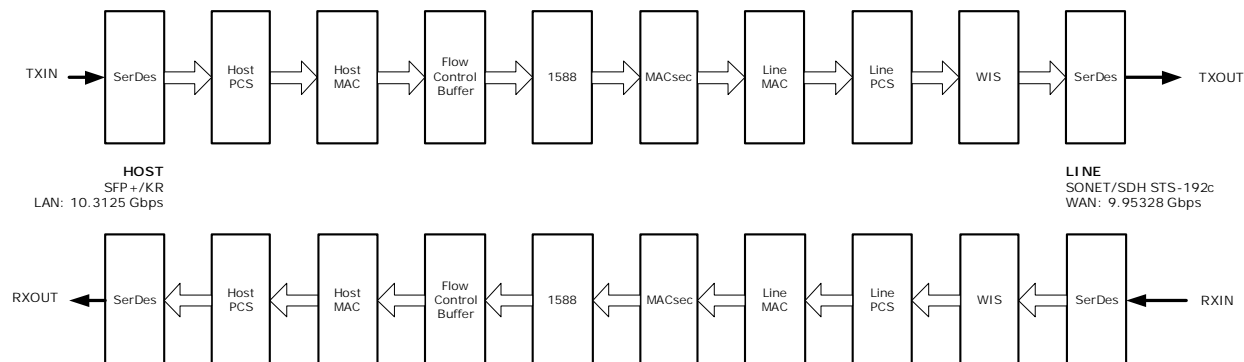 TXIN
SerDes
Host
PCS
Host
MAC
Flow
Control
Buffer
1588
MACsec
Line
MAC
Line
PCS
WIS
SerDes
TXOUT
HOST
SFP+/KR
LAN: 10.3125 Gbps
LINE
SONET/SDH STS-192c
WAN: 9.95328 Gbps
RXOUT
SerDes
Host
PCS
Host
MAC
Flow
Control
Buffer
1588
MACsec
Line
MAC
Line
PCS
WIS
SerDes
RXIN